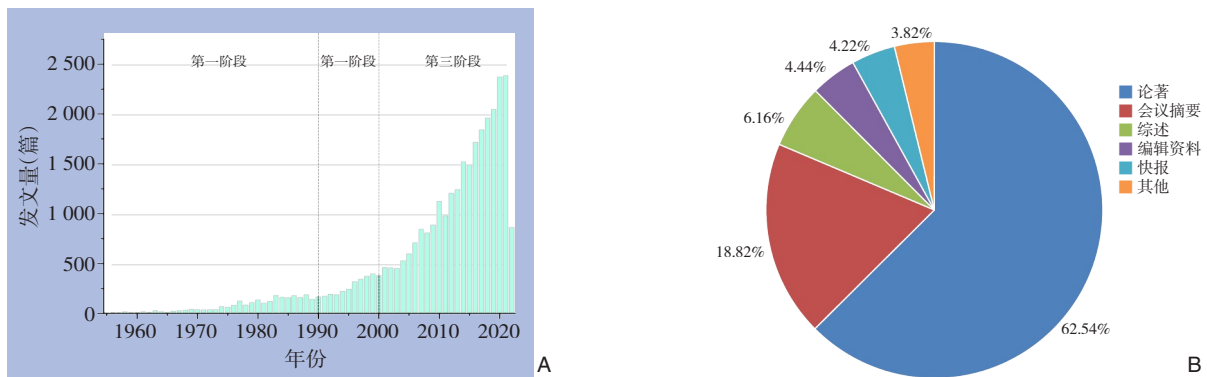 第一阶段 第一阶段 第三阶段
2 500
2 000
1 500
1 000
500
0
发文量(篇)
1960 1970 1980 1990 2000 2010 2020
年份
A
3.82%
4.22%
4.44%
6.16%
18.82%
62.54%
论著
会议摘要
综述
编辑资料
快报
其他
B